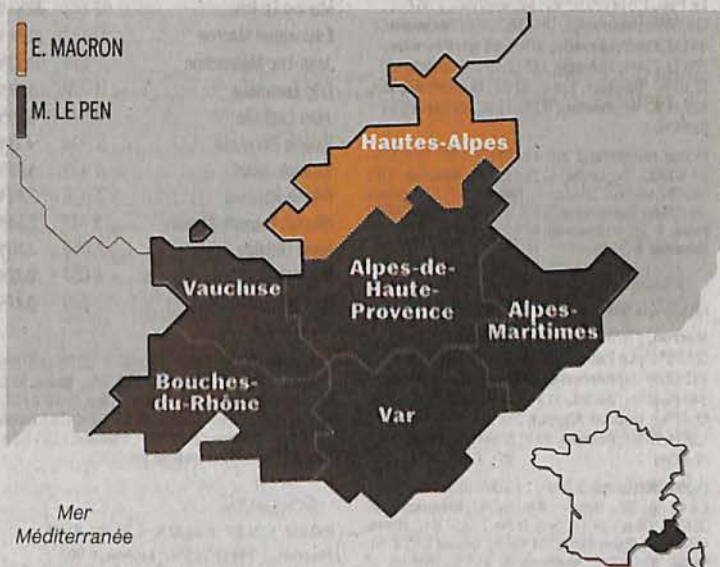 E. MACRON
M. LE PEN
Hautes-Alpes
Vaucluse
Alpes-de-
Haute-
Provence
Alpes-
Maritimes
Bouches-
du-Rhône
Var
Mer
Méditerranée